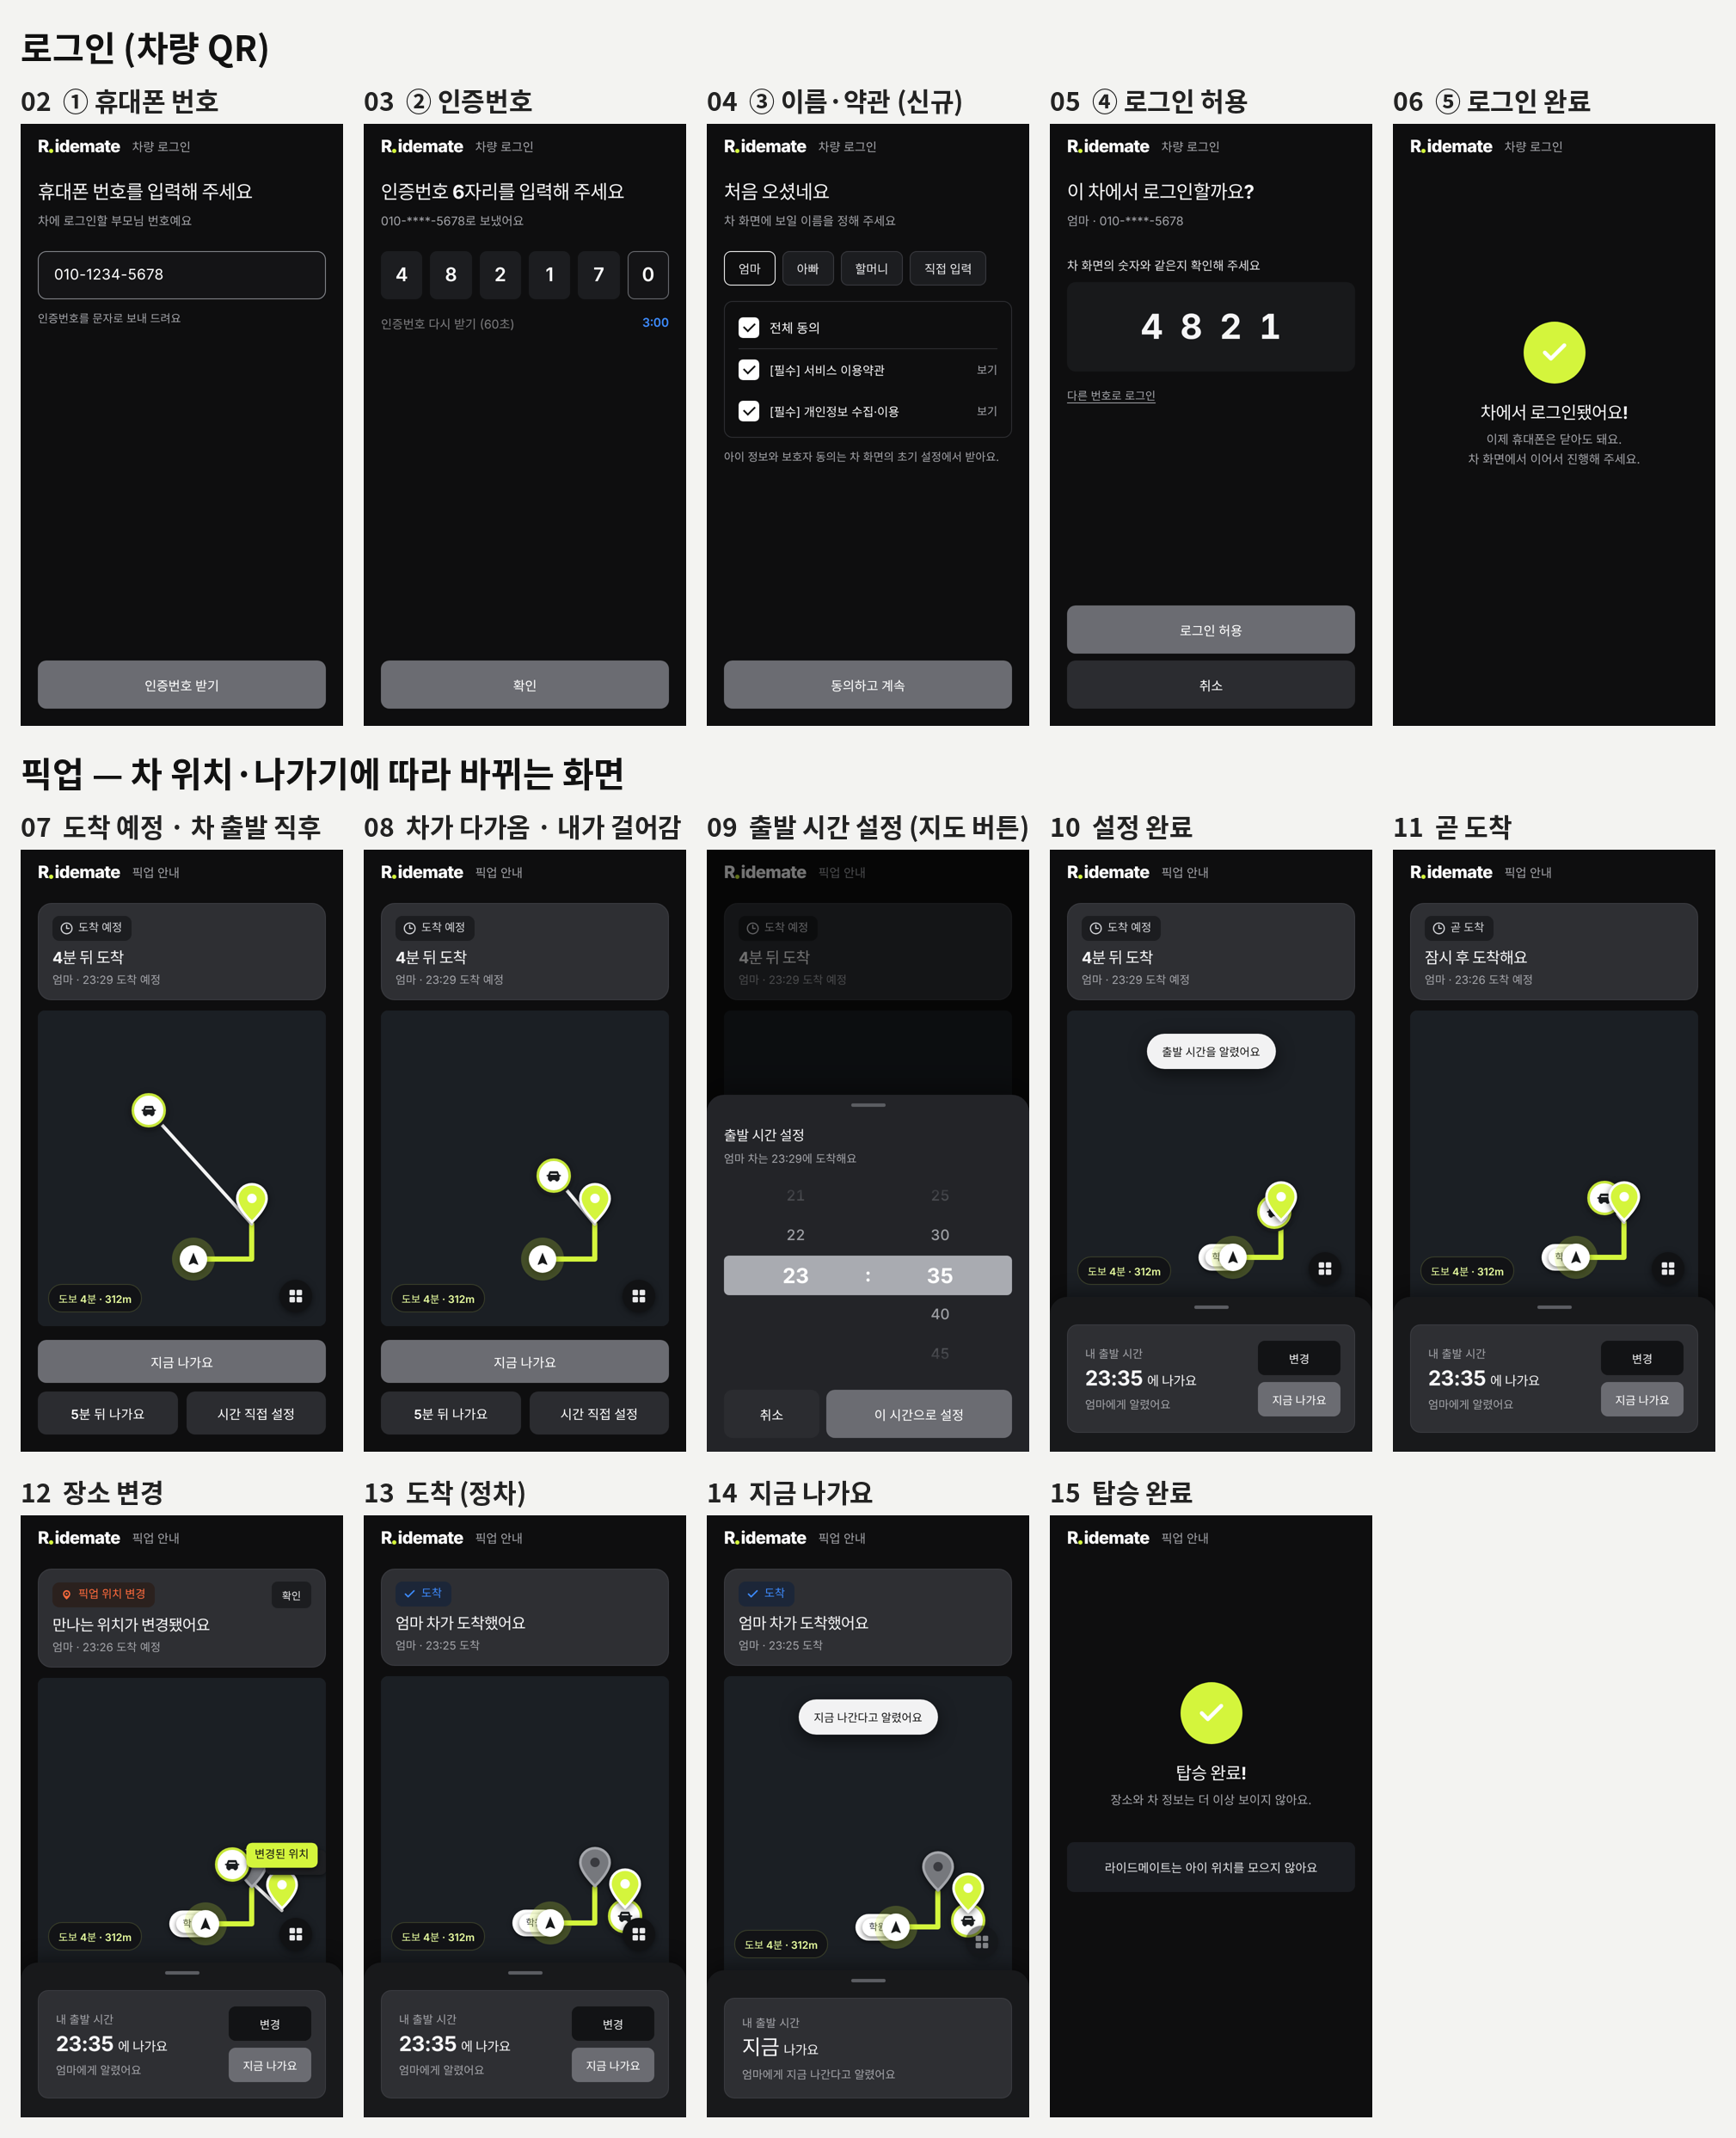 로그인 (차량 QR)
02 ① 휴대폰 번호
R.idemate 차량 로그인
휴대폰 번호를 입력해 주세요
차에 로그인할 부모님 번호예요
010-1234-5678
인증번호를 문자로 보내 드려요
인증번호 받기
03 ② 인증번호
R.idemate 차량 로그인
인증번호 6자리를 입력해 주세요
010-****-5678로 보냈어요
4 8 2 1 7 0
인증번호 다시 받기 (60초) 3:00
확인
04 ③ 이름·약관 (신규)
R.idemate 차량 로그인
처음 오셨네요
차 화면에 보일 이름을 정해 주세요
엄마 아빠 할머니 직접 입력
전체 동의
[필수] 서비스 이용약관 보기
[필수] 개인정보 수집·이용 보기
아이 정보와 보호자 동의는 차 화면의 초기 설정에서 받아요.
동의하고 계속
05 ④ 로그인 허용
R.idemate 차량 로그인
이 차에서 로그인할까요?
엄마 · 010-****-5678
차 화면의 숫자와 같은지 확인해 주세요
4 8 2 1
다른 번호로 로그인
로그인 허용
취소
06 ⑤ 로그인 완료
R.idemate 차량 로그인
차에서 로그인됐어요!
이제 휴대폰은 닫아도 돼요.
차 화면에서 이어서 진행해 주세요.
픽업 — 차 위치·나가기에 따라 바뀌는 화면
07 도착 예정 · 차 출발 직후
R.idemate 픽업 안내
도착 예정
4분 뒤 도착
엄마 · 23:29 도착 예정
도보 4분 · 312m
지금 나가요
5분 뒤 나가요 시간 직접 설정
08 차가 다가옴 · 내가 걸어감
R.idemate 픽업 안내
도착 예정
4분 뒤 도착
엄마 · 23:29 도착 예정
도보 4분 · 312m
지금 나가요
5분 뒤 나가요 시간 직접 설정
09 출발 시간 설정 (지도 버튼)
R.idemate 픽업 안내
도착 예정
4분 뒤 도착
엄마 · 23:29 도착 예정
출발 시간 설정
엄마 차는 23:29에 도착해요
21 25
22 30
23 : 35
40
45
취소 이 시간으로 설정
10 설정 완료
R.idemate 픽업 안내
도착 예정
4분 뒤 도착
엄마 · 23:29 도착 예정
출발 시간을 알렸어요
도보 4분 · 312m
내 출발 시간
23:35 에 나가요
엄마에게 알렸어요
변경
지금 나가요
11 곧 도착
R.idemate 픽업 안내
곧 도착
잠시 후 도착해요
엄마 · 23:26 도착 예정
도보 4분 · 312m
내 출발 시간
23:35 에 나가요
엄마에게 알렸어요
변경
지금 나가요
12 장소 변경
R.idemate 픽업 안내
픽업 위치 변경 확인
만나는 위치가 변경됐어요
엄마 · 23:26 도착 예정
변경된 위치
도보 4분 · 312m
내 출발 시간
23:35 에 나가요
엄마에게 알렸어요
변경
지금 나가요
13 도착 (정차)
R.idemate 픽업 안내
도착
엄마 차가 도착했어요
엄마 · 23:25 도착
도보 4분 · 312m
내 출발 시간
23:35 에 나가요
엄마에게 알렸어요
변경
지금 나가요
14 지금 나가요
R.idemate 픽업 안내
도착
엄마 차가 도착했어요
엄마 · 23:25 도착
지금 나간다고 알렸어요
도보 4분 · 312m
내 출발 시간
지금 나가요
엄마에게 지금 나간다고 알렸어요
15 탑승 완료
R.idemate 픽업 안내
탑승 완료!
장소와 차 정보는 더 이상 보이지 않아요.
라이드메이트는 아이 위치를 모으지 않아요